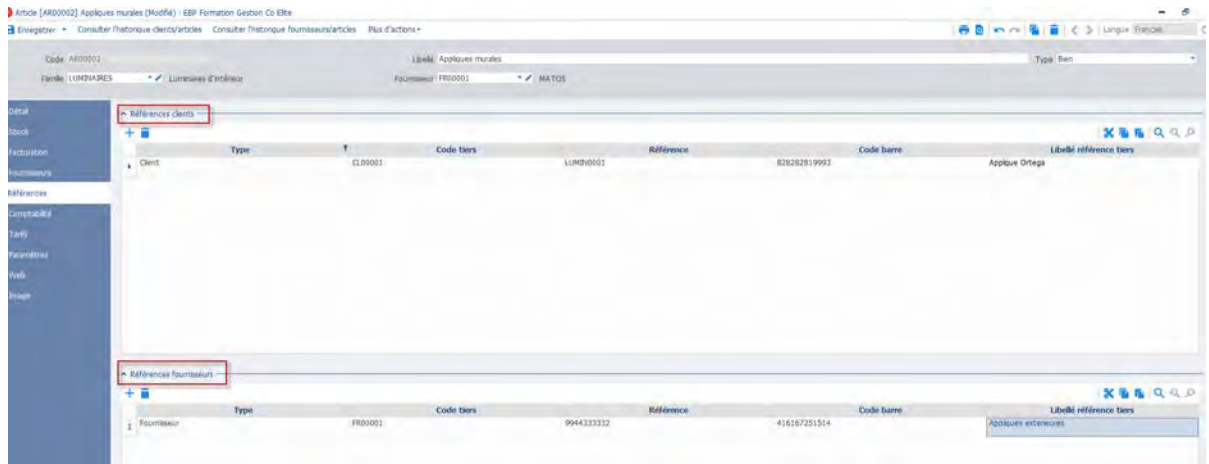 Article [AR00002] Appliques murales (Modifié) - EBP Formation Gestion Co Elite
Enregistrer Consulter l'historique clients/articles Consulter l'historique fournisseurs/articles Plus d'actions Langue Français
Code AR00002 Libellé Appliques murales Type Bien
Famille LUMINAIRES Luminaires d'intérieur Fournisseur FR00001 MATOS
Détail
Stock
Facturation
Fournisseurs
Références
Comptabilité
Tarifs
Paramètres
Web
Image
Références clients
Type Code tiers Référence Code barre Libellé référence tiers
Client CL00001 LUMIN0001 828282819993 Applique Ortega
Références fournisseurs
Type Code tiers Référence Code barre Libellé référence tiers
Fournisseur FR00001 9944333332 416167251514 Appliques exterieures